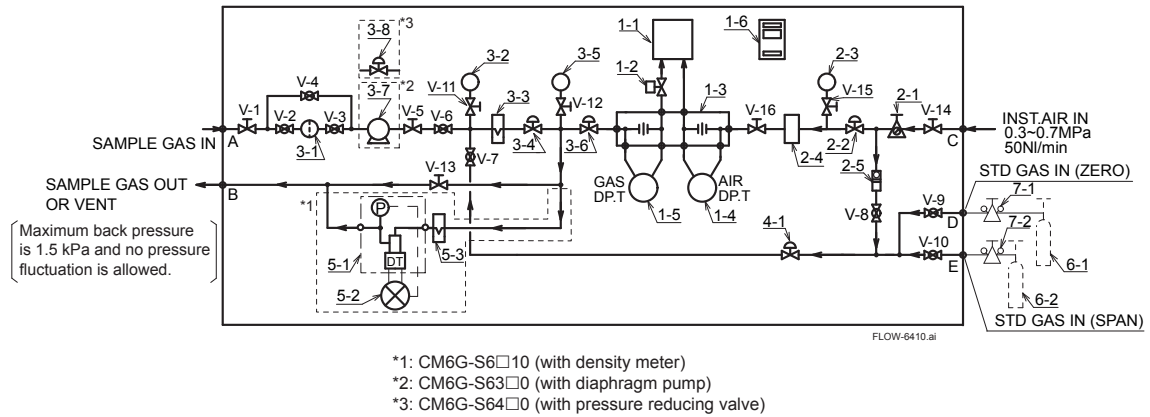 *3
3-8
*2
3-7
V-4
V-1
V-2
V-3
3-1
V-5
V-6
V-11
3-2
3-3
3-4
V-7
3-5
V-12
3-6
1-1
1-2
1-3
1-6
2-3
V-15
V-16
2-1
2-2
V-14
2-4
2-5
V-8
SAMPLE GAS IN
A
C
INST.AIR IN
0.3~0.7MPa
50Nl/min
SAMPLE GAS OUT
OR VENT
B
V-13
GAS
DP.T
1-5
AIR
DP.T
1-4
Maximum back pressure
is 1.5 kPa and no pressure
fluctuation is allowed.
*1
P
DT
5-1
5-2
5-3
4-1
V-9
D
V-10
E
STD GAS IN (ZERO)
7-1
7-2
6-1
6-2
STD GAS IN (SPAN)
FLOW-6410.ai
*1: CM6G-S6□10 (with density meter)
*2: CM6G-S63□0 (with diaphragm pump)
*3: CM6G-S64□0 (with pressure reducing valve)